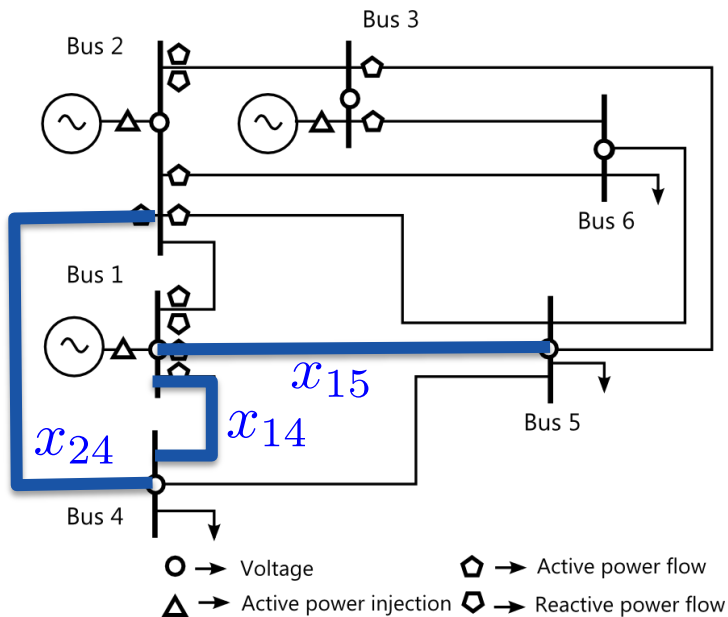 Bus 3
Bus 2
Bus 6
Bus 1
x15
x14
Bus 5
x24
Bus 4
Voltage
Active power flow
Active power injection
Reactive power flow